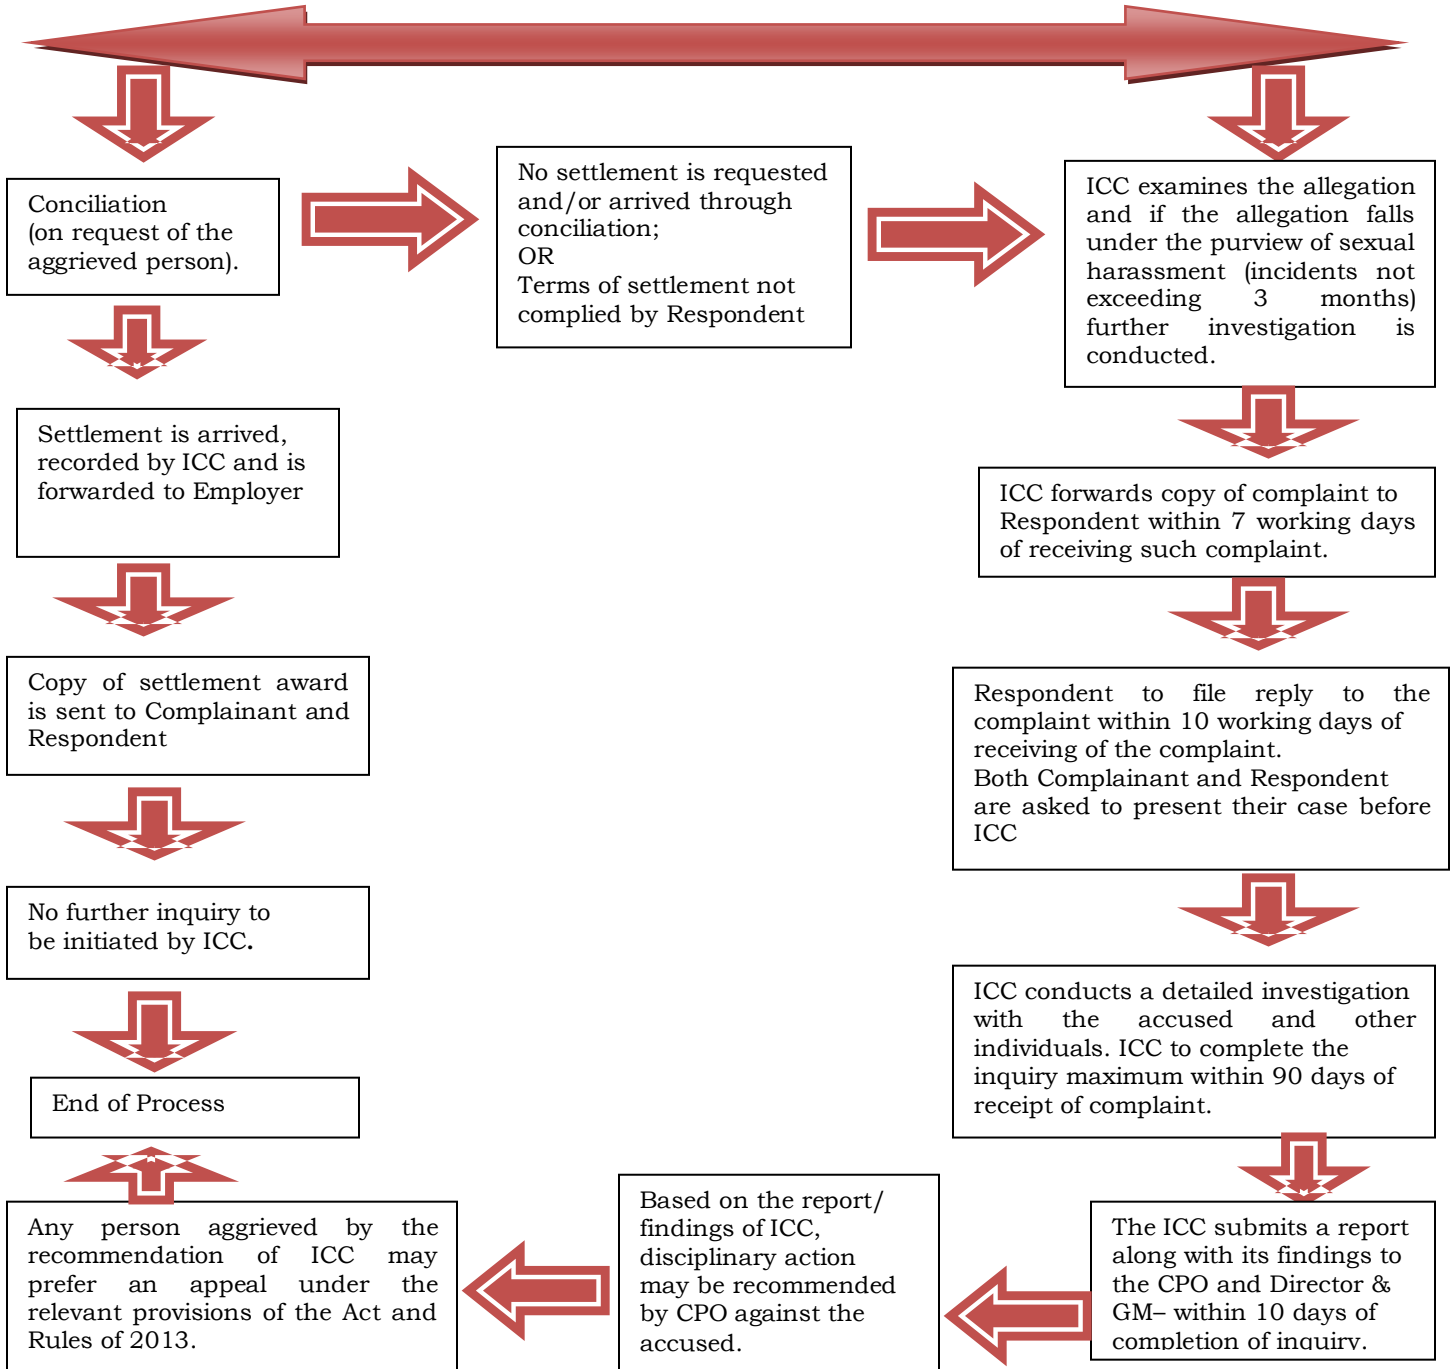 Conciliation
(on request of the
aggrieved person).
No settlement is requested
and/or arrived through
conciliation;
OR
Terms of settlement not
complied by Respondent
ICC examines the allegation
and if the allegation falls
under the purview of sexual
harassment (incidents not
exceeding 3 months)
further investigation is
conducted.
Settlement is arrived,
recorded by ICC and is
forwarded to Employer
ICC forwards copy of complaint to
Respondent within 7 working days
of receiving such complaint.
Copy of settlement award
is sent to Complainant and
Respondent
Respondent to file reply to the
complaint within 10 working days of
receiving of the complaint.
Both Complainant and Respondent
are asked to present their case before
ICC
No further inquiry to
be initiated by ICC.
ICC conducts a detailed investigation
with the accused and other
individuals. ICC to complete the
inquiry maximum within 90 days of
receipt of complaint.
End of Process
Any person aggrieved by the
recommendation of ICC may
prefer an appeal under the
relevant provisions of the Act and
Rules of 2013.
Based on the report/
findings of ICC,
disciplinary action
may be recommended
by CPO against the
accused.
The ICC submits a report
along with its findings to
the CPO and Director &
GM– within 10 days of
completion of inquiry.